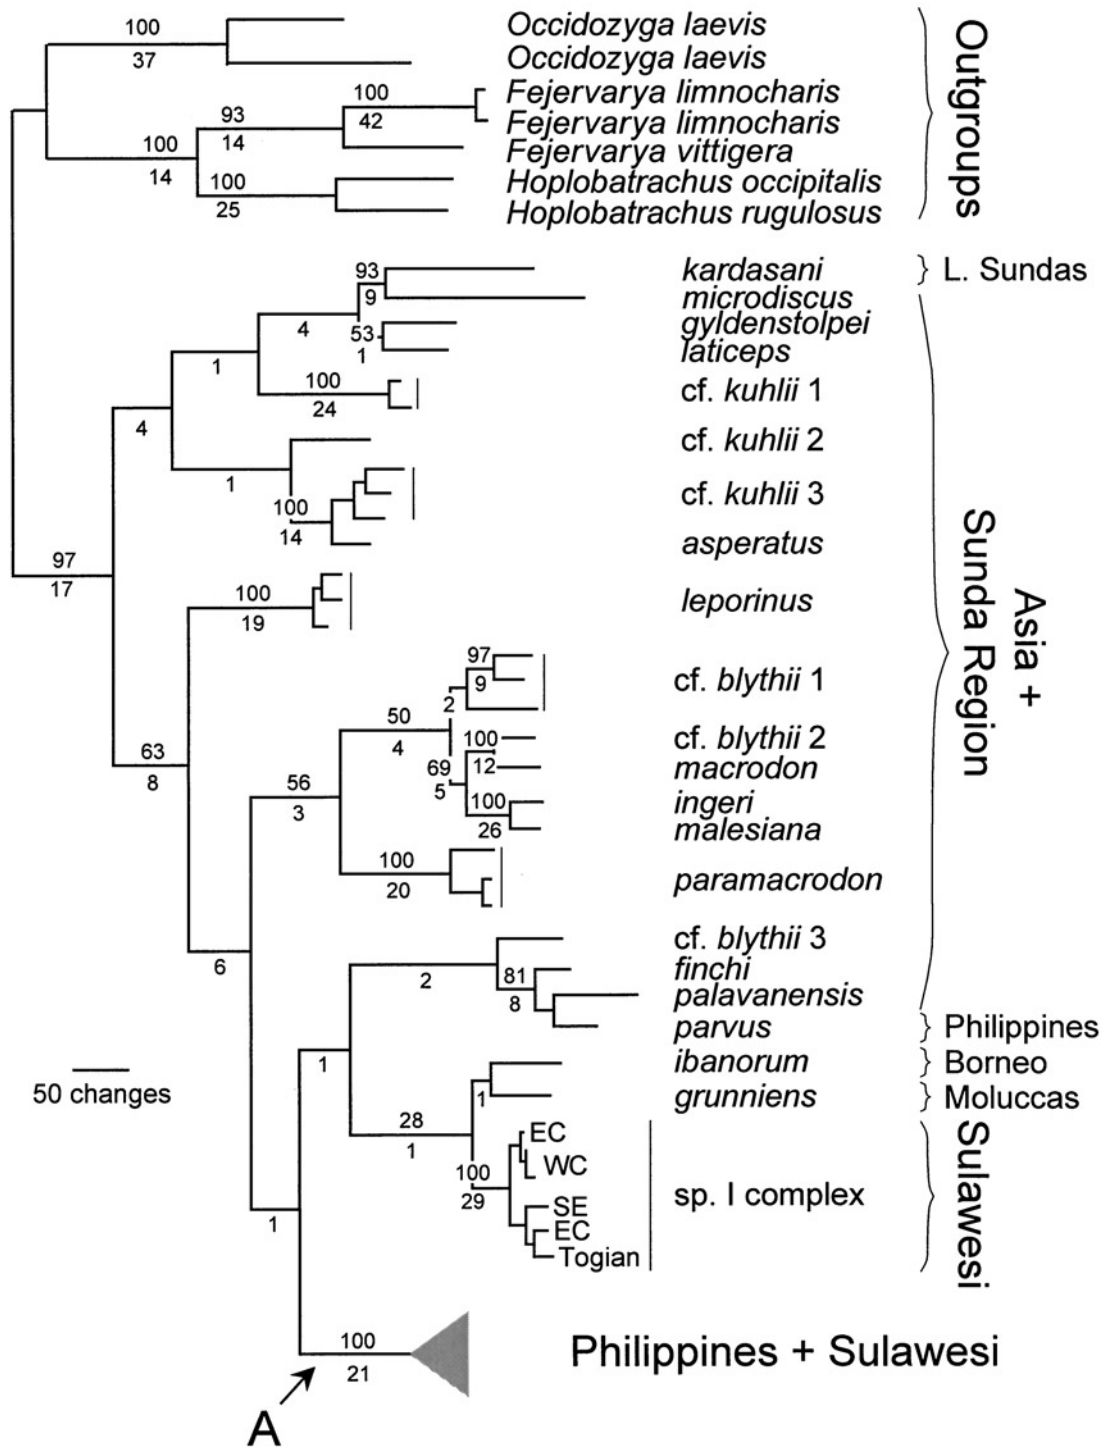 100
37
Occidozyga laevis
Occidozyga laevis
100
42
Fejervarya limnocharis
Fejervarya limnocharis
93
14
Fejervarya vittigera
100
14
100
25
Hoplobatrachus occipitalis
Hoplobatrachus rugulosus
Outgroups
93
9
kardasani
} L. Sundas
microdiscus
4
53
1
gyldenstolpei
laticeps
1
100
24
cf. kuhlii 1
4
cf. kuhlii 2
1
100
14
cf. kuhlii 3
asperatus
97
17
100
19
leporinus
Asia +
Sunda Region
97
9
2
cf. blythii 1
50
4
100
12
cf. blythii 2
macrodon
69
5
100
26
ingeri
malesiana
63
8
56
3
100
20
paramacrodon
6
2
cf. blythii 3
81
8
finchi
palavanensis
parvus
} Philippines
1
1
ibanorum
} Borneo
grunniens
} Moluccas
50 changes
28
1
100
29
EC
WC
SE
EC
Togian
sp. I complex
Sulawesi
1
100
21
Philippines + Sulawesi
A